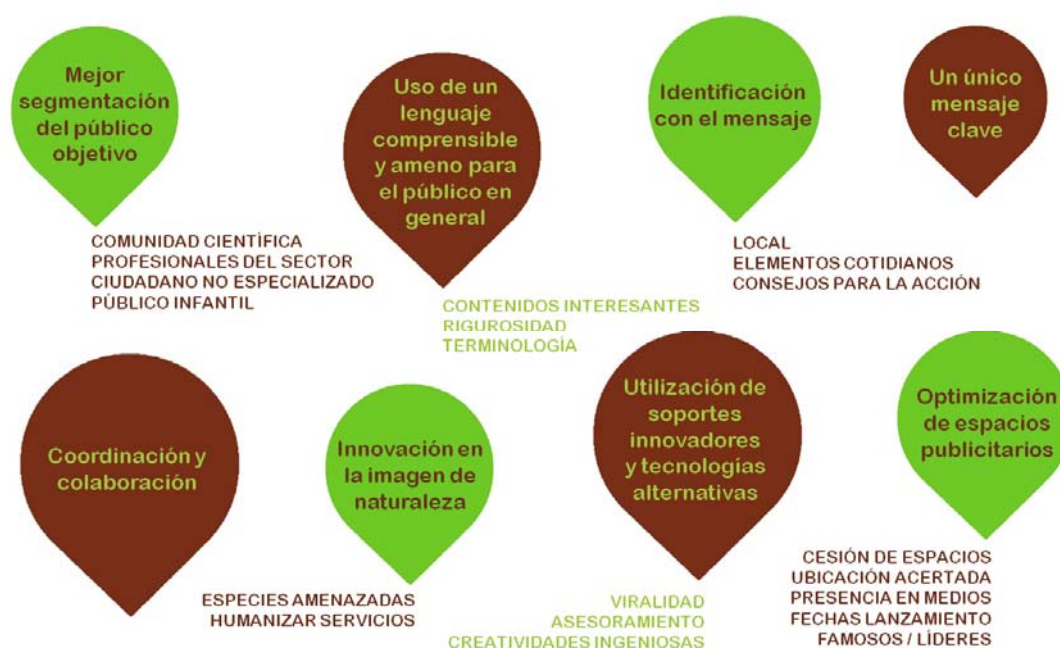 Mejor
segmentación
del público
objetivo
COMUNIDAD CIENTÍFICA
PROFESIONALES DEL SECTOR
CIUDADANO NO ESPECIALIZADO
PÚBLICO INFANTIL
Uso de un
lenguaje
comprensible
y ameno para
el público en
general
CONTENIDOS INTERESANTES
RIGUROSIDAD
TERMINOLOGÍA
Identificación
con el mensaje
LOCAL
ELEMENTOS COTIDIANOS
CONSEJOS PARA LA ACCIÓN
Un único
mensaje
clave
Coordinación y
colaboración
Innovación en
la imagen de
naturaleza
ESPECIES AMENAZADAS
HUMANIZAR SERVICIOS
Utilización de
soportes
innovadores
y tecnologías
alternativas
VIRALIDAD
ASESORAMIENTO
CREATIVIDADES INGENIOSAS
Optimización
de espacios
publicitarios
CESIÓN DE ESPACIOS
UBICACIÓN ACERTADA
PRESENCIA EN MEDIOS
FECHAS LANZAMIENTO
FAMOSOS / LÍDERES